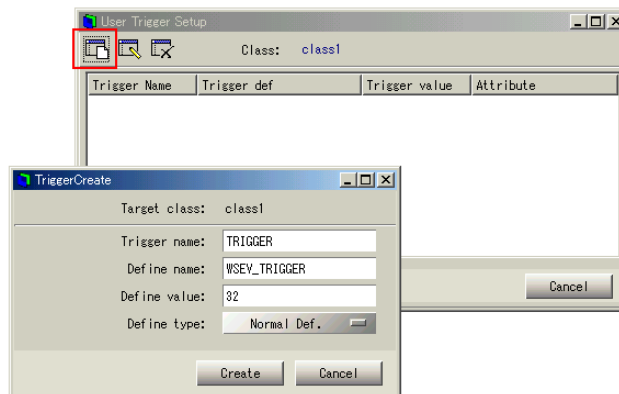 User Trigger Setup
Class: class1
Trigger Name Trigger def Trigger value Attribute
TriggerCreate
Target class: class1
Trigger name: TRIGGER
Define name: WSEV_TRIGGER
Define value: 32
Define type: Normal Def.
Cancel
Create Cancel